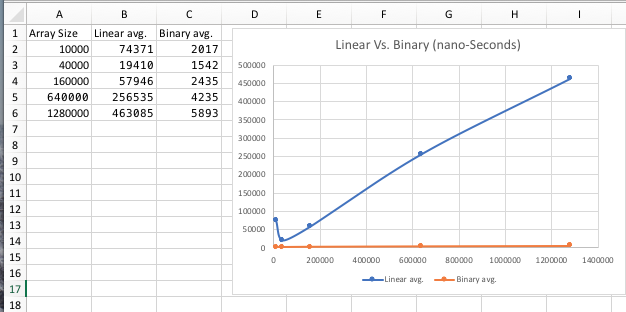 A B C D E F G H I
1 Array Size Linear avg. Binary avg.
2 10000 74371 2017
3 40000 19410 1542
4 160000 57946 2435
5 640000 256535 4235
6 1280000 463085 5893
7
8
9
10
11
12
13
14
15
16
17
18
Linear Vs. Binary (nano-Seconds)
500000
450000
400000
350000
300000
250000
200000
150000
100000
50000
0
0 200000 400000 600000 800000 1000000 1200000 1400000
Linear avg. Binary avg.